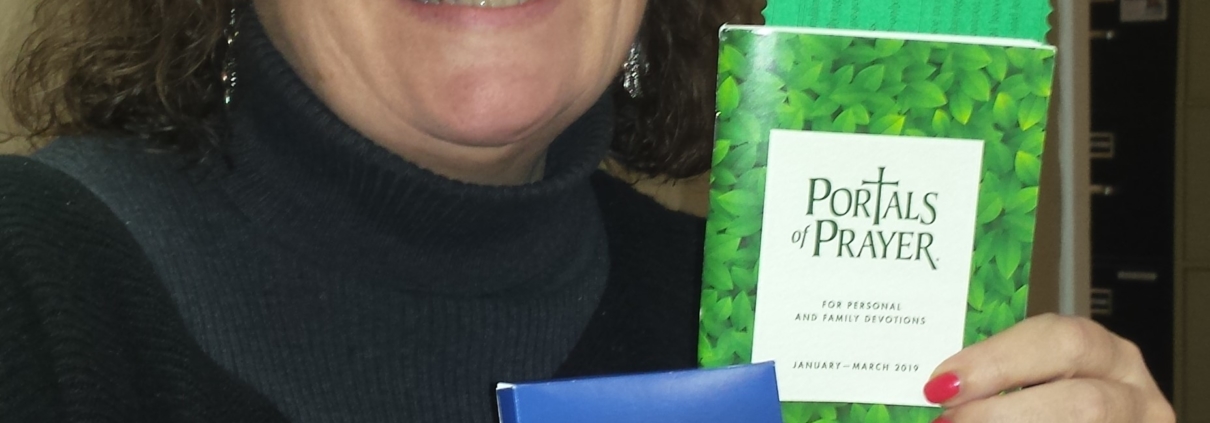 PORTALS
of PRAYER
FOR PERSONAL
AND FAMILY DEVOTIONS
JANUARY—MARCH 2019